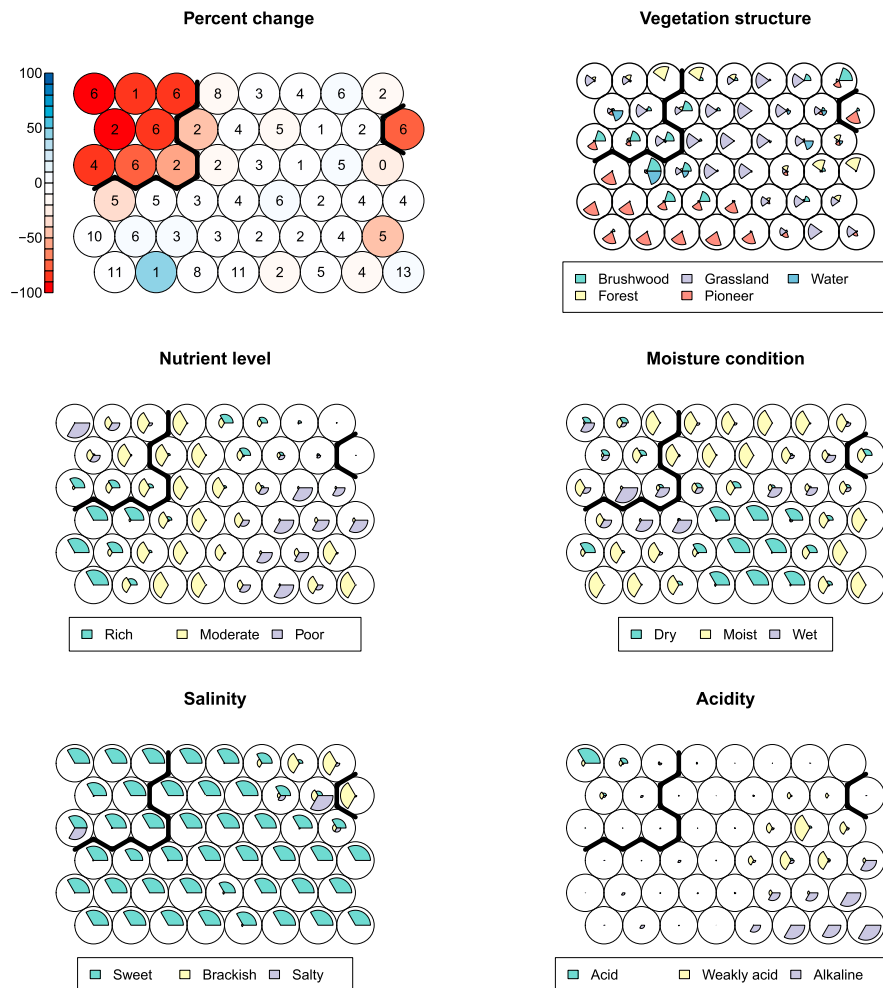 Percent change
Vegetation structure
100
50
0
−50
−100
6 1 6 8 3 4 6 2
2 6 2 4 5 1 2 6
4 6 2 2 3 1 5 0
5 5 3 4 6 2 4 4
10 6 3 3 2 2 4 5
11 1 8 11 2 5 4 13
Brushwood Grassland Water
Forest Pioneer
Nutrient level
Moisture condition
Rich Moderate Poor
Dry Moist Wet
Salinity
Acidity
Sweet Brackish Salty
Acid Weakly acid Alkaline